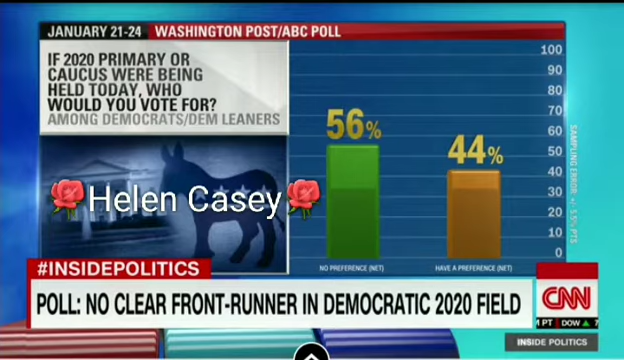 JANUARY 21-24 WASHINGTON POST/ABC POLL
IF 2020 PRIMARY OR
CAUCUS WERE BEING
HELD TODAY, WHO
WOULD YOU VOTE FOR?
AMONG DEMOCRATS/DEM LEANERS
🌹Helen Casey🌹
56%
44%
100
90
80
70
60
50
40
30
20
10
0
SAMPLING ERROR: +/- 5.5% PTS
NO PREFERENCE (NET)
HAVE A PREFERENCE (NET)
#INSIDEPOLITICS
POLL: NO CLEAR FRONT-RUNNER IN DEMOCRATIC 2020 FIELD
CNN
PT DOW ▲ 7
INSIDE POLITICS